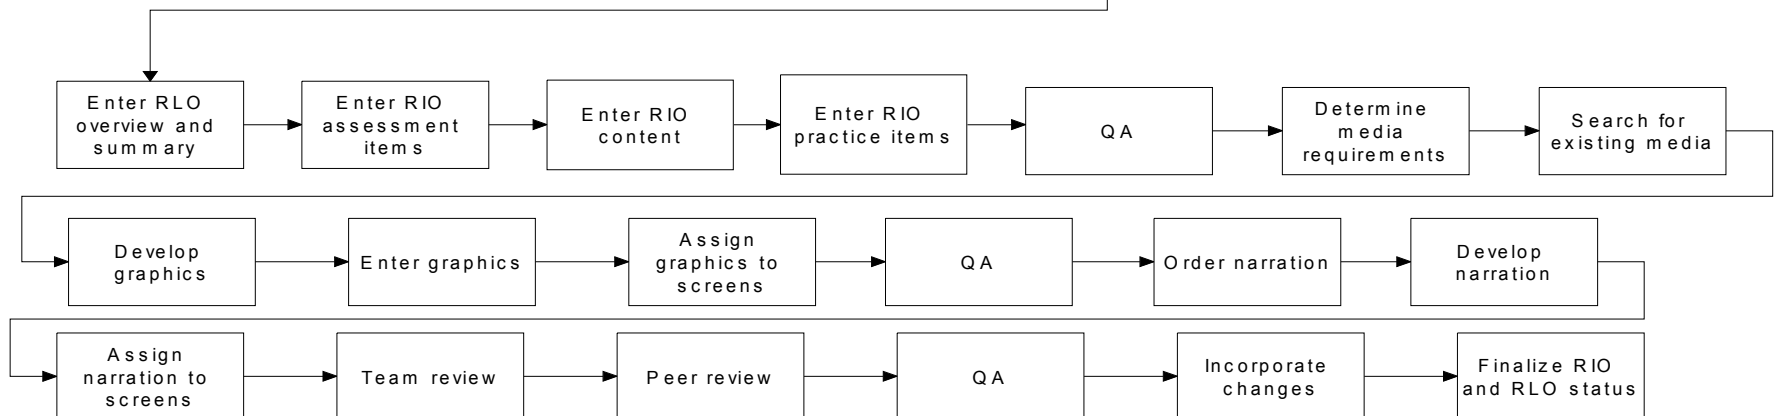 Enter RLO
overview and
summary
Enter RIO
assessment
items
Enter RIO
content
Enter RIO
practice items
QA
Determine
media
requirements
Search for
existing media
Develop
graphics
Enter graphics
Assign
graphics to
screens
QA
Order narration
Develop
narration
Assign
narration to
screens
Team review
Peer review
QA
Incorporate
changes
Finalize RIO
and RLO status